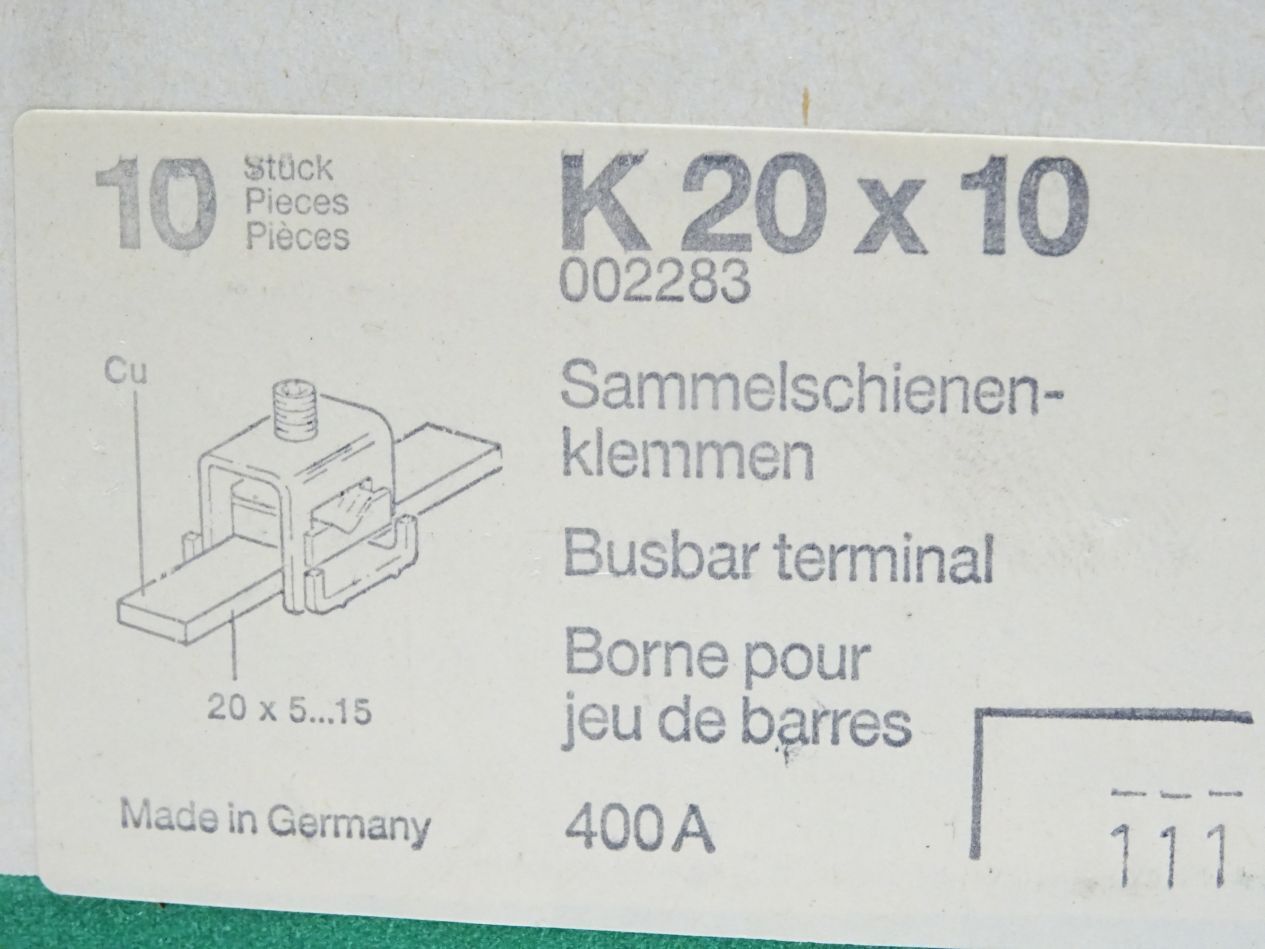 10 Stück
Pieces
Pièces
K 20 x 10
002283
Cu
20 x 5...15
Sammelschienen-
klemmen
Busbar terminal
Borne pour
jeu de barres
Made in Germany
400 A
111